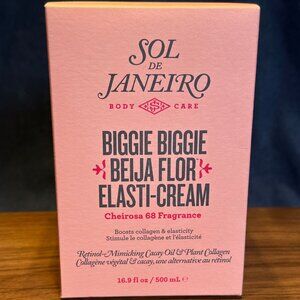 SOL
DE
JANEIRO
BODY CARE
BIGGIE BIGGIE
BEIJA FLOR
ELASTI-CREAM
Cheirosa 68 Fragrance
Boosts collagen & elasticity
Stimule le collagène et l'élasticité
Retinol-Mimicking Cacay Oil & Plant Collagen
Collagène végétal & cacay, une alternative au retinol
16.9 fl oz / 500 mL e